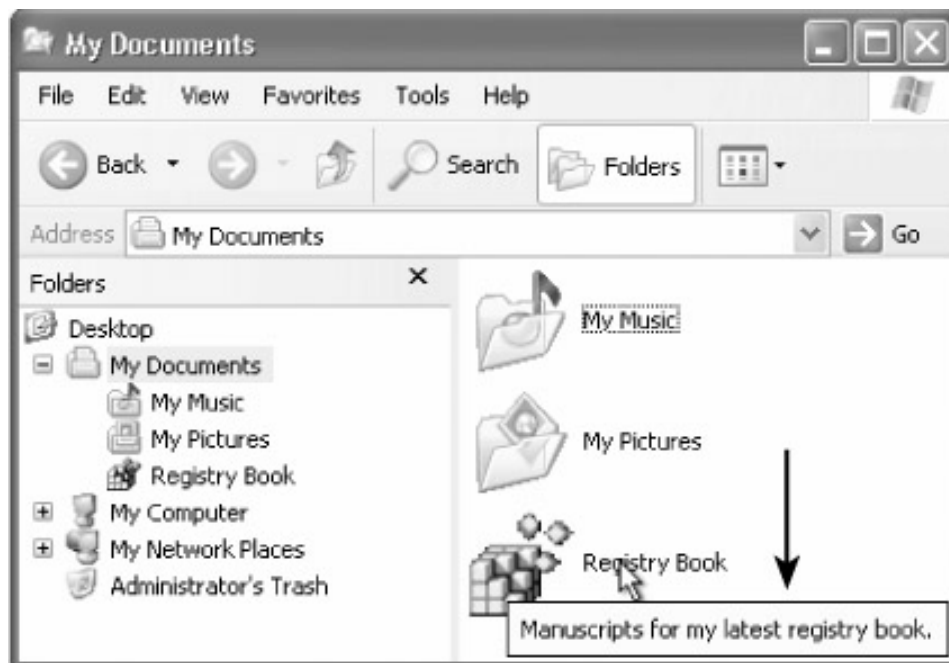 My Documents
File Edit View Favorites Tools Help
Back Search Folders
Address My Documents Go
Folders
Desktop
My Documents
My Music
My Pictures
Registry Book
My Computer
My Network Places
Administrator's Trash
My Music
My Pictures
Registry Book
Manuscripts for my latest registry book.